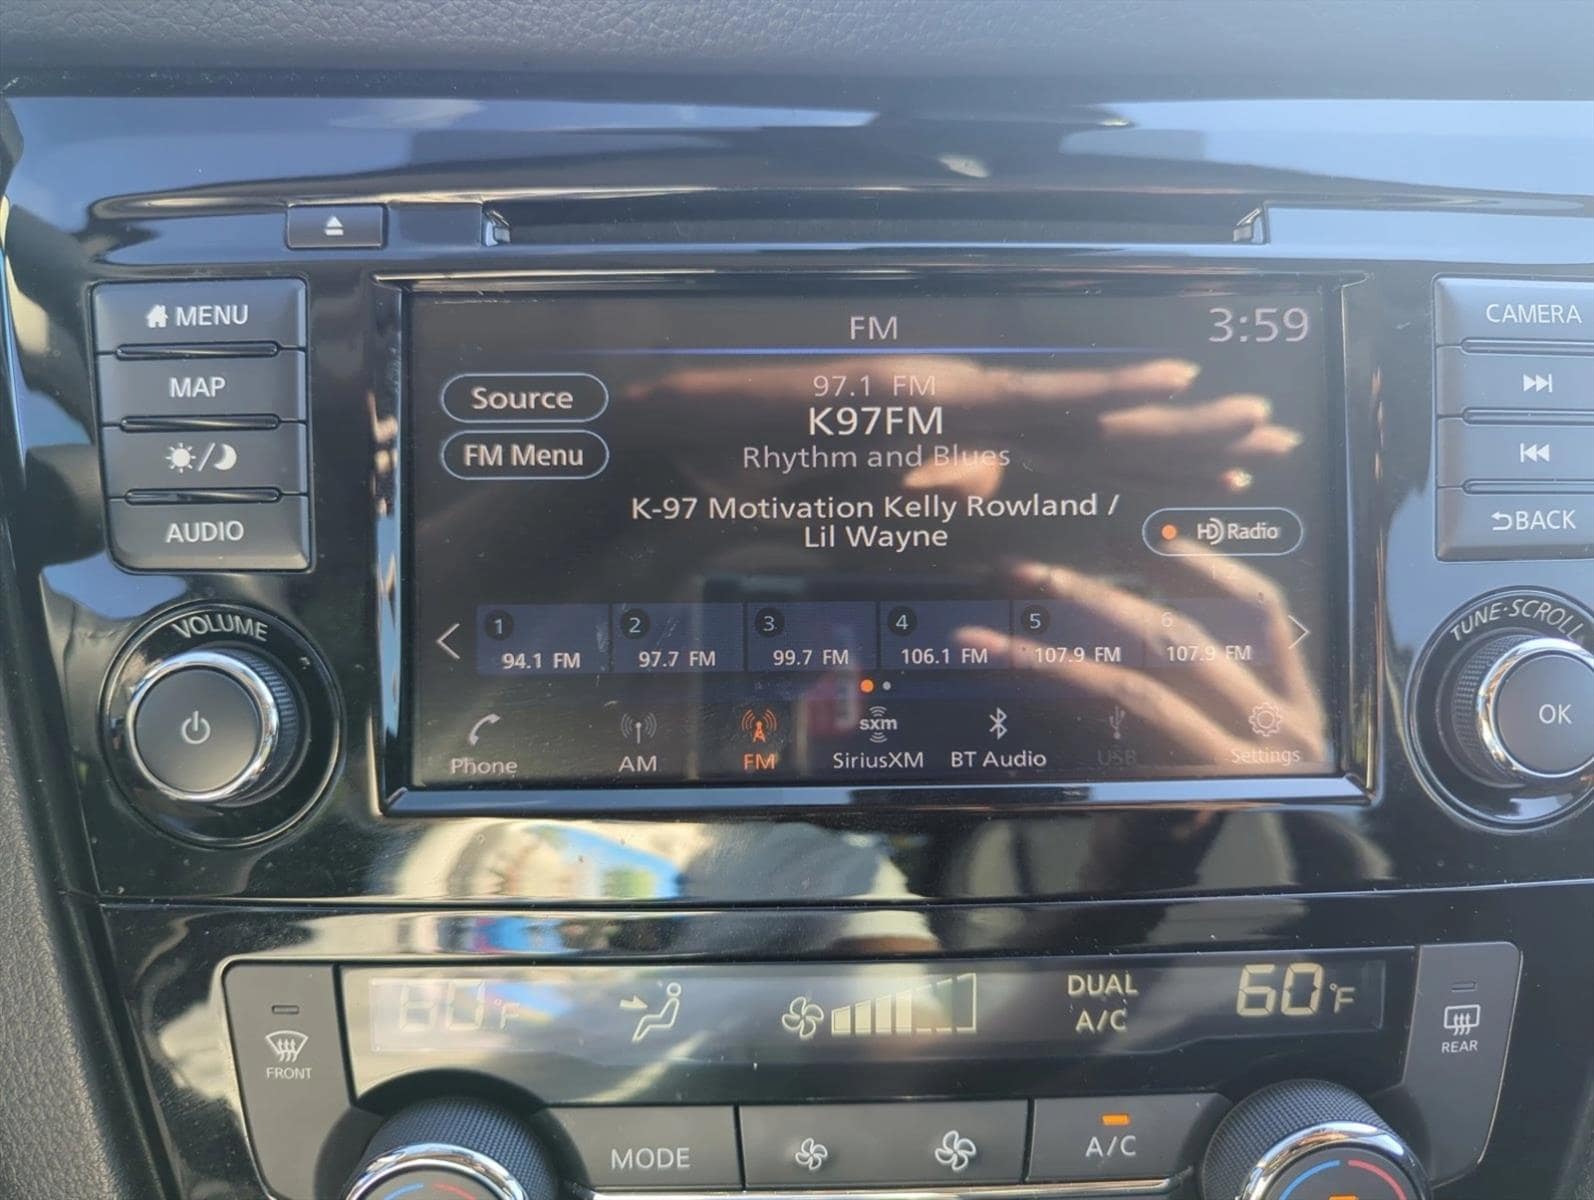 MENU
MAP
AUDIO
VOLUME
FM
3:59
Source
FM Menu
97.1 FM
K97FM
Rhythm and Blues
K-97 Motivation Kelly Rowland /
Lil Wayne
HD Radio
1 2 3 4 5 6
94.1 FM 97.7 FM 99.7 FM 106.1 FM 107.9 FM 107.9 FM
Phone AM FM sxm SiriusXM BT Audio USB Settings
CAMERA
BACK
TUNE·SCROLL
OK
FRONT
60°F
DUAL
A/C
60°F
REAR
MODE
A/C